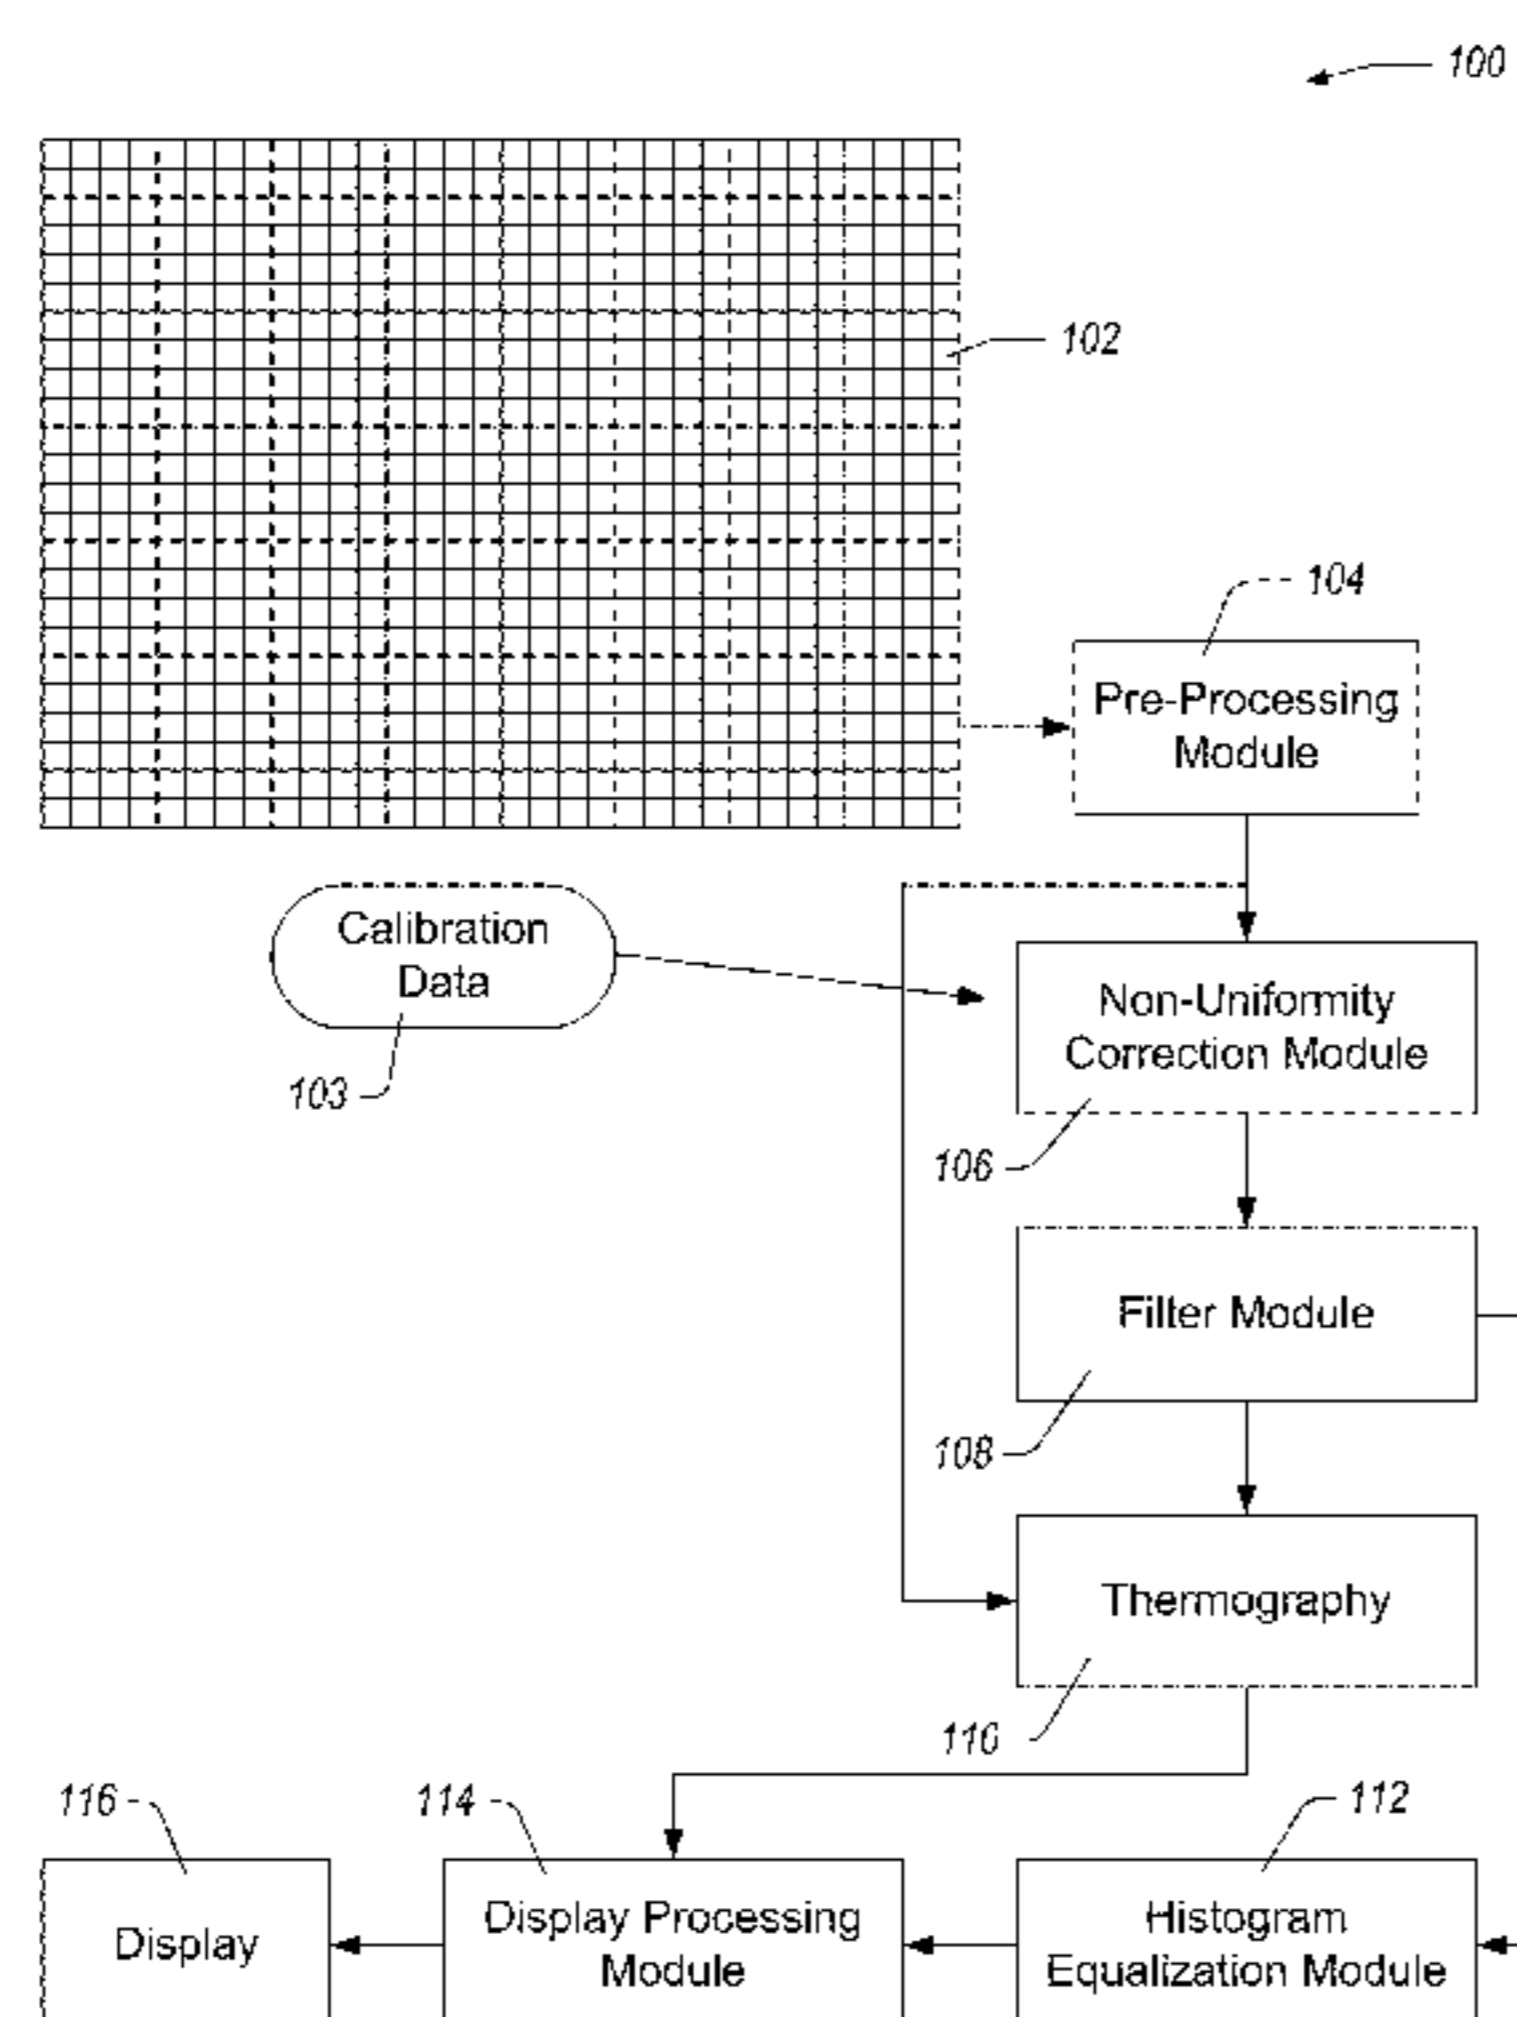 100
102
104
Pre-Processing
Module
Calibration
Data
103
Non-Uniformity
Correction Module
106
Filter Module
108
Thermography
110
116
114
112
Display
Display Processing
Module
Histogram
Equalization Module